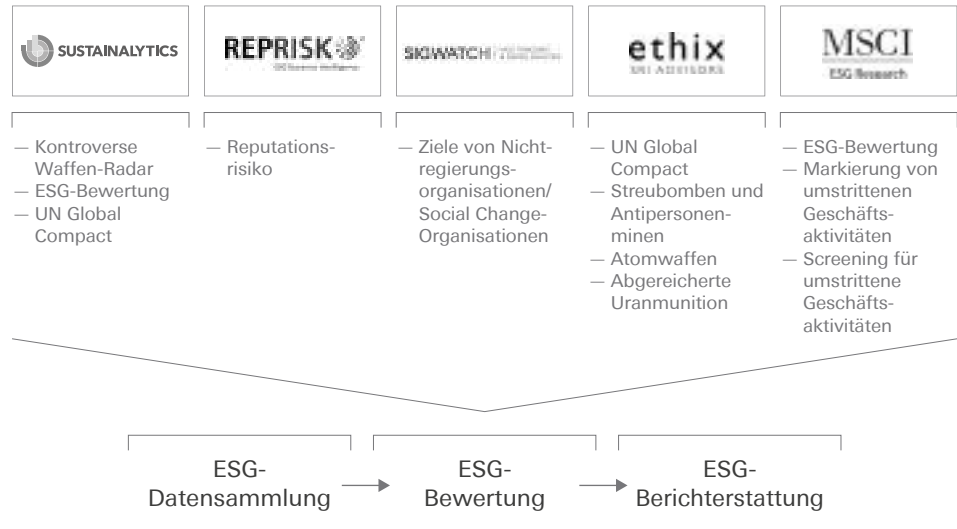 SUSTAINALYTICS
REPRISK
SIGWATCH
ethix
SRI ADVISORS
MSCI
ESG Research
— Kontroverse
Waffen-Radar
— ESG-Bewertung
— UN Global
Compact
— Reputations-
risiko
— Ziele von Nicht-
regierungs-
organisationen/
Social Change-
Organisationen
— UN Global
Compact
— Streubomben und
Antipersonen-
minen
— Atomwaffen
— Abgereicherte
Uranmunition
— ESG-Bewertung
— Markierung von
umstrittenen
Geschäfts-
aktivitäten
— Screening für
umstrittene
Geschäfts-
aktivitäten
ESG-
Datensammlung
ESG-
Bewertung
ESG-
Berichterstattung